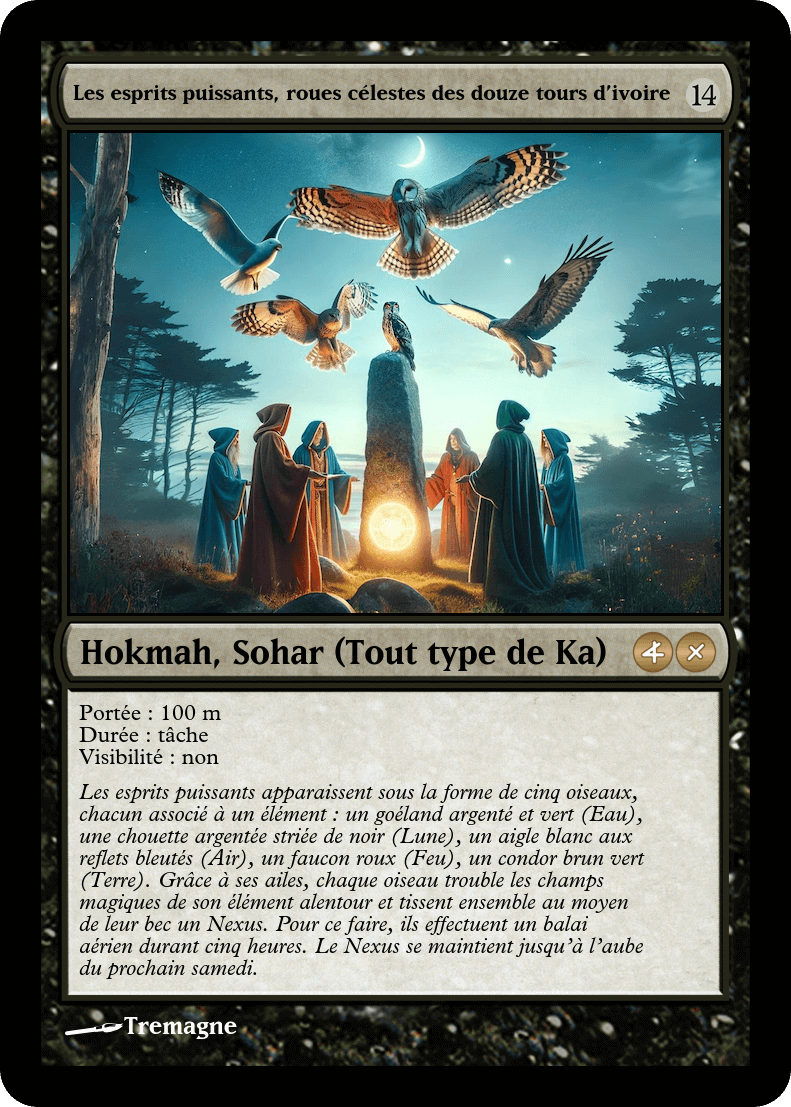 Les esprits puissants, roues célestes des douze tours d'ivoire 14
Hokmah, Sohar (Tout type de Ka)
Portée : 100 m
Durée : tâche
Visibilité : non
Les esprits puissants apparaissent sous la forme de cinq oiseaux,
chacun associé à un élément : un goéland argenté et vert (Eau),
une chouette argentée striée de noir (Lune), un aigle blanc aux
reflets bleutés (Air), un faucon roux (Feu), un condor brun vert
(Terre). Grâce à ses ailes, chaque oiseau trouble les champs
magiques de son élément alentour et tissent ensemble au moyen
de leur bec un Nexus. Pour ce faire, ils effectuent un balai
aérien durant cinq heures. Le Nexus se maintient jusqu'à l'aube
du prochain samedi.
Tremagne